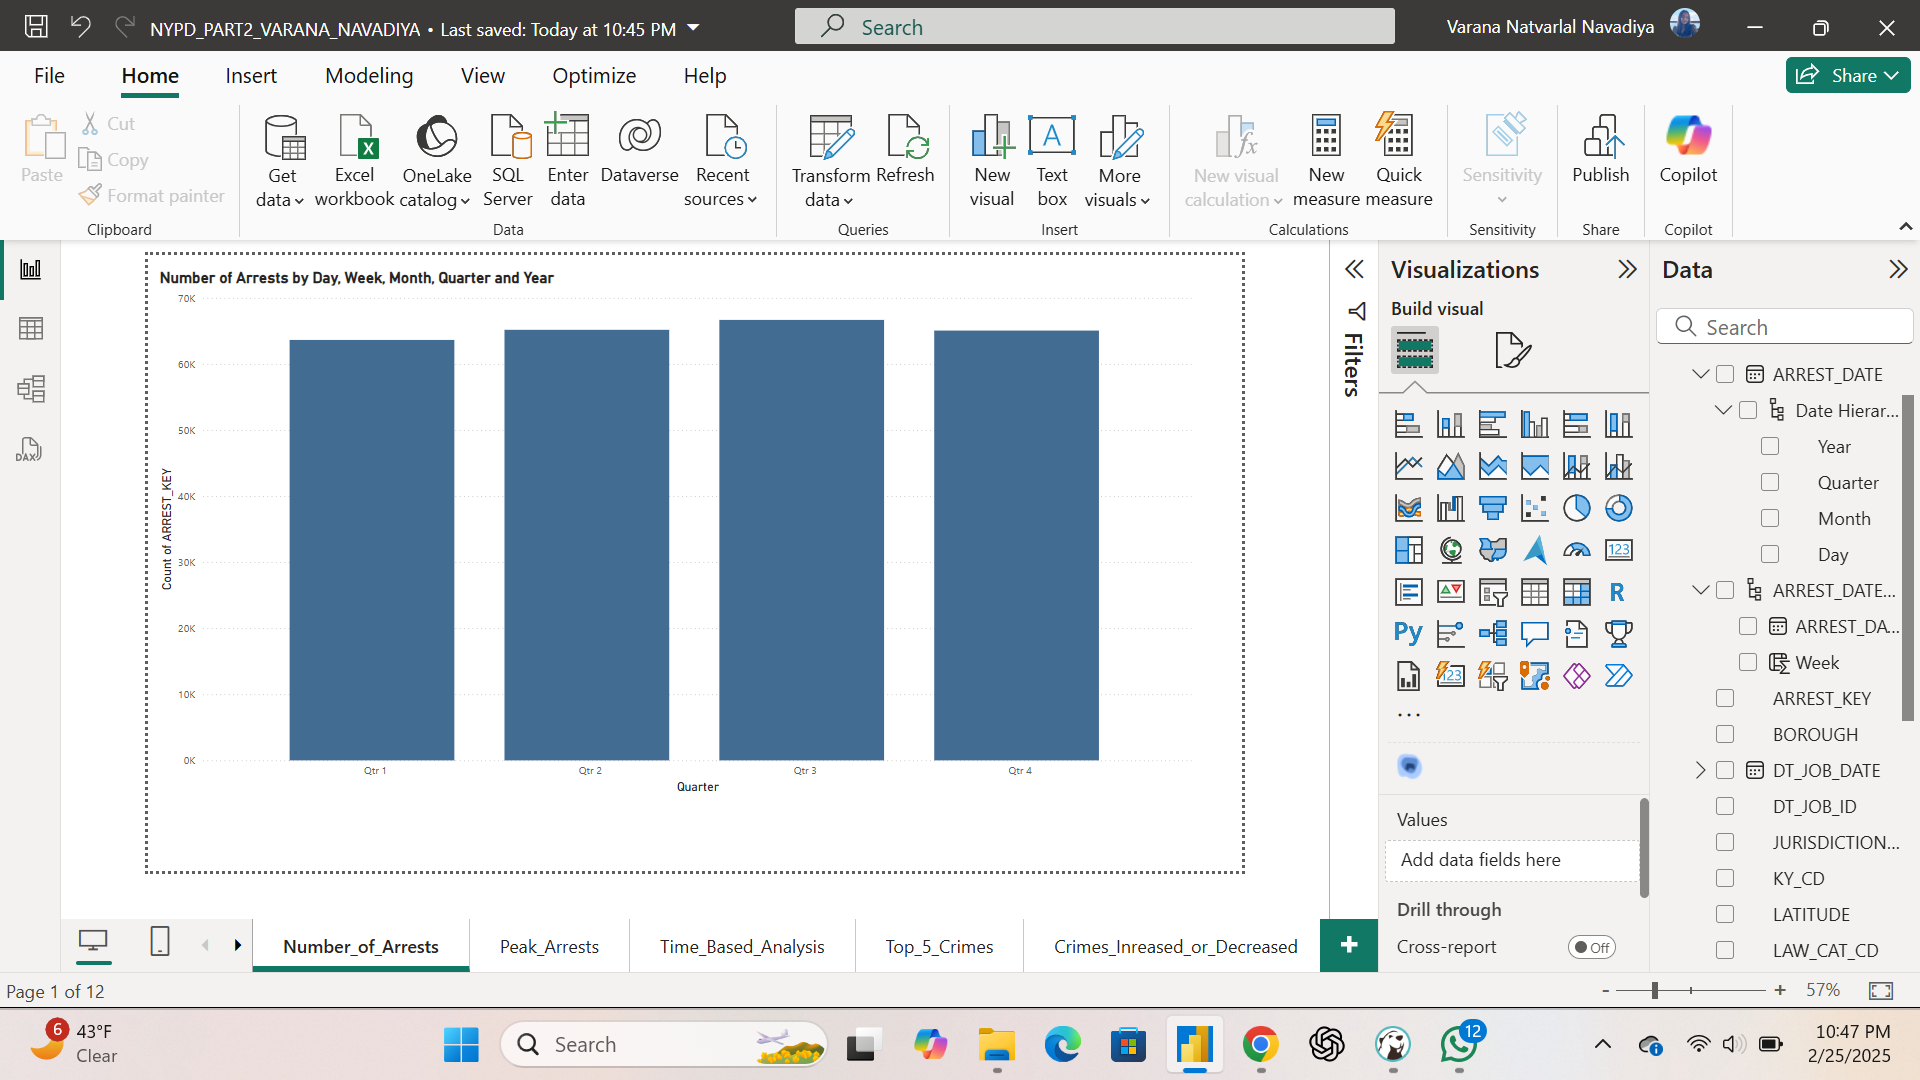 NYPD_PART2_VARANA_NAVADIYA • Last saved: Today at 10:45 PM
Search
Varana Natvarlal Navadiya
File
Home
Insert
Modeling
View
Optimize
Help
Share
Paste
Cut
Copy
Format painter
Clipboard
Get data
Excel workbook
OneLake catalog
SQL Server
Enter data
Dataverse
Recent sources
Data
Transform data
Refresh
Queries
New visual
Text box
More visuals
Insert
New visual calculation
New measure
Quick measure
Calculations
Sensitivity
Sensitivity
Publish
Share
Copilot
Copilot
DAX
Number of Arrests by Day, Week, Month, Quarter and Year
70K
60K
50K
40K
30K
20K
10K
0K
Count of ARREST_KEY
Qtr 1
Qtr 2
Qtr 3
Qtr 4
Quarter
Filters
Visualizations
Build visual
123
R
Py
123
...
Values
Add data fields here
Drill through
Cross-report
Off
Data
Search
ARREST_DATE
Date Hierar...
Year
Quarter
Month
Day
ARREST_DATE...
ARREST_DA...
Week
ARREST_KEY
BOROUGH
DT_JOB_DATE
DT_JOB_ID
JURISDICTION...
KY_CD
LATITUDE
LAW_CAT_CD
Number_of_Arrests
Peak_Arrests
Time_Based_Analysis
Top_5_Crimes
Crimes_Inreased_or_Decreased
+
Page 1 of 12
- + 57%
6
43°F
Clear
Search
12
10:47 PM
2/25/2025